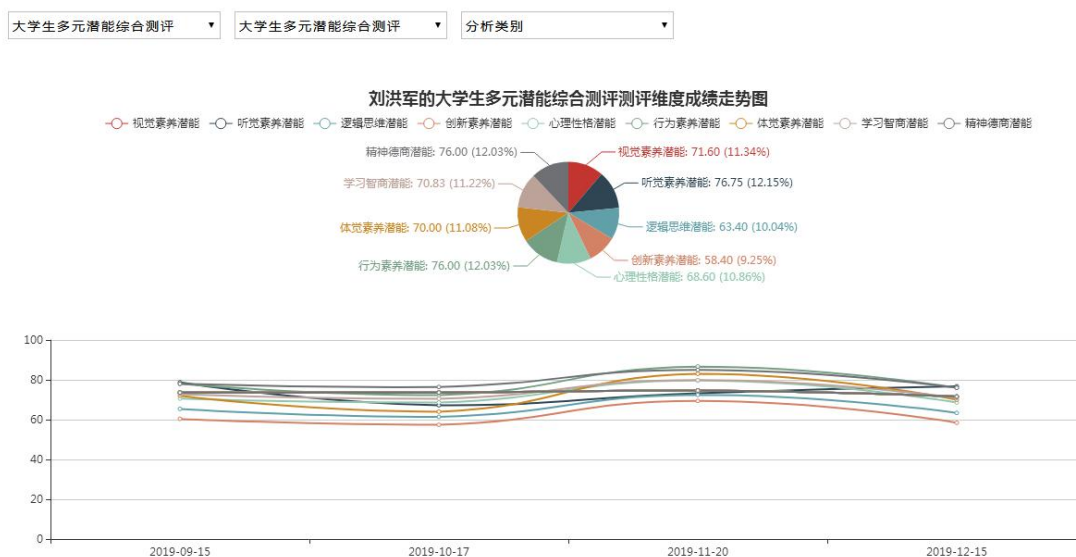 大学生多元潜能综合测评 大学生多元潜能综合测评 分析类别
刘洪军的大学生多元潜能综合测评测评维度成绩走势图
视觉素养潜能 听觉素养潜能 逻辑思维潜能 创新素养潜能 心理性格潜能 行为素养潜能 体觉素养潜能 学习智商潜能 精神德商潜能
精神德商潜能: 76.00 (12.03%) 视觉素养潜能: 71.60 (11.34%)
学习智商潜能: 70.83 (11.22%) 听觉素养潜能: 76.75 (12.15%)
体觉素养潜能: 70.00 (11.08%) 逻辑思维潜能: 63.40 (10.04%)
行为素养潜能: 76.00 (12.03%) 创新素养潜能: 58.40 (9.25%)
心理性格潜能: 68.60 (10.86%)
100
80
60
40
20
0
2019-09-15 2019-10-17 2019-11-20 2019-12-15